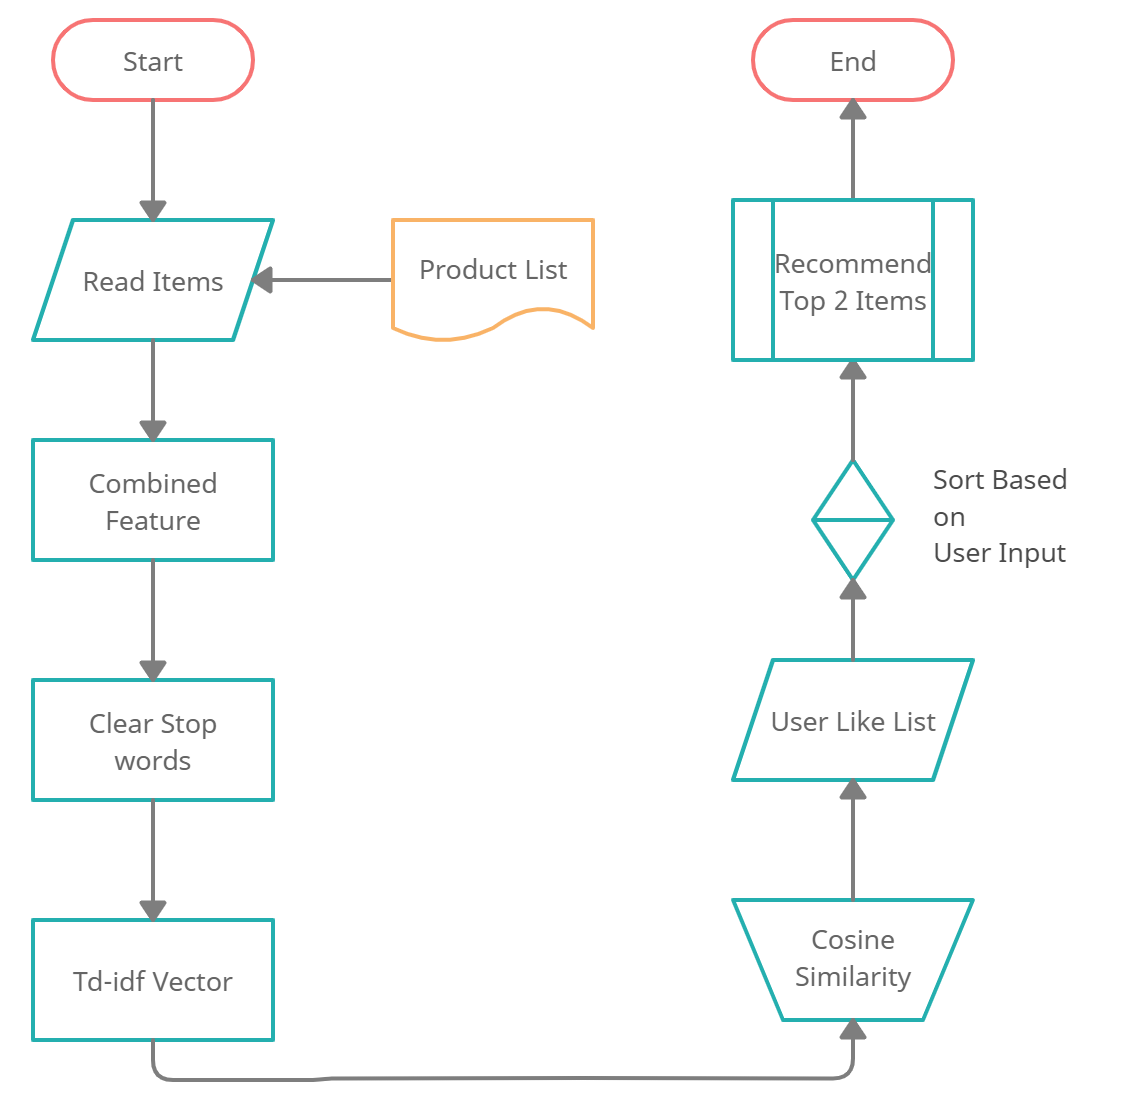 Start
Read Items
Product List
Combined
Feature
Clear Stop
words
Td-idf Vector
Cosine
Similarity
User Like List
Sort Based
on
User Input
Recommend
Top 2 Items
End